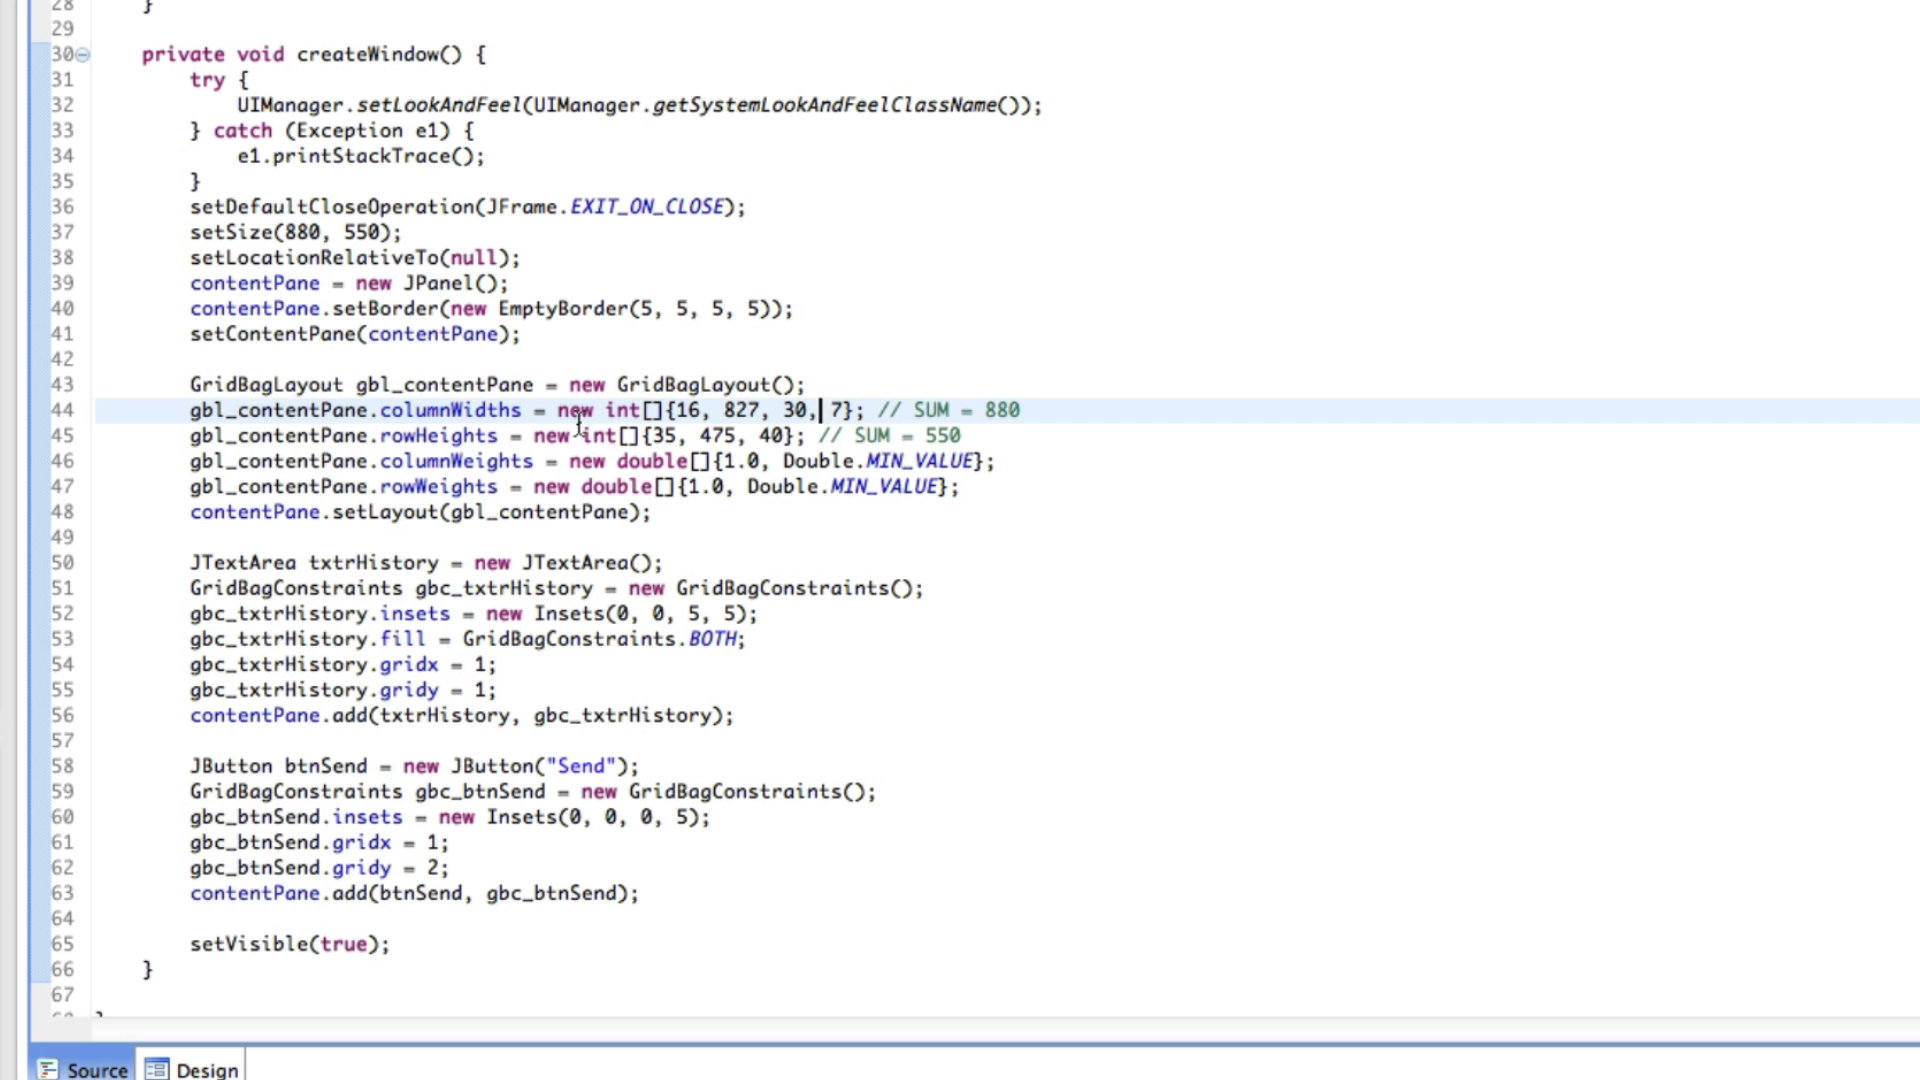 28 }
29
30 private void createWindow() {
31 try {
32 UIManager.setLookAndFeel(UIManager.getSystemLookAndFeelClassName());
33 } catch (Exception e1) {
34 e1.printStackTrace();
35 }
36 setDefaultCloseOperation(JFrame.EXIT_ON_CLOSE);
37 setSize(880, 550);
38 setLocationRelativeTo(null);
39 contentPane = new JPanel();
40 contentPane.setBorder(new EmptyBorder(5, 5, 5, 5));
41 setContentPane(contentPane);
42
43 GridBagLayout gbl_contentPane = new GridBagLayout();
44 gbl_contentPane.columnWidths = new int[]{16, 827, 30, 7}; // SUM = 880
45 gbl_contentPane.rowHeights = new int[]{35, 475, 40}; // SUM = 550
46 gbl_contentPane.columnWeights = new double[]{1.0, Double.MIN_VALUE};
47 gbl_contentPane.rowWeights = new double[]{1.0, Double.MIN_VALUE};
48 contentPane.setLayout(gbl_contentPane);
49
50 JTextArea txtrHistory = new JTextArea();
51 GridBagConstraints gbc_txtrHistory = new GridBagConstraints();
52 gbc_txtrHistory.insets = new Insets(0, 0, 5, 5);
53 gbc_txtrHistory.fill = GridBagConstraints.BOTH;
54 gbc_txtrHistory.gridx = 1;
55 gbc_txtrHistory.gridy = 1;
56 contentPane.add(txtrHistory, gbc_txtrHistory);
57
58 JButton btnSend = new JButton("Send");
59 GridBagConstraints gbc_btnSend = new GridBagConstraints();
60 gbc_btnSend.insets = new Insets(0, 0, 0, 5);
61 gbc_btnSend.gridx = 1;
62 gbc_btnSend.gridy = 2;
63 contentPane.add(btnSend, gbc_btnSend);
64
65 setVisible(true);
66 }
67
Source Design